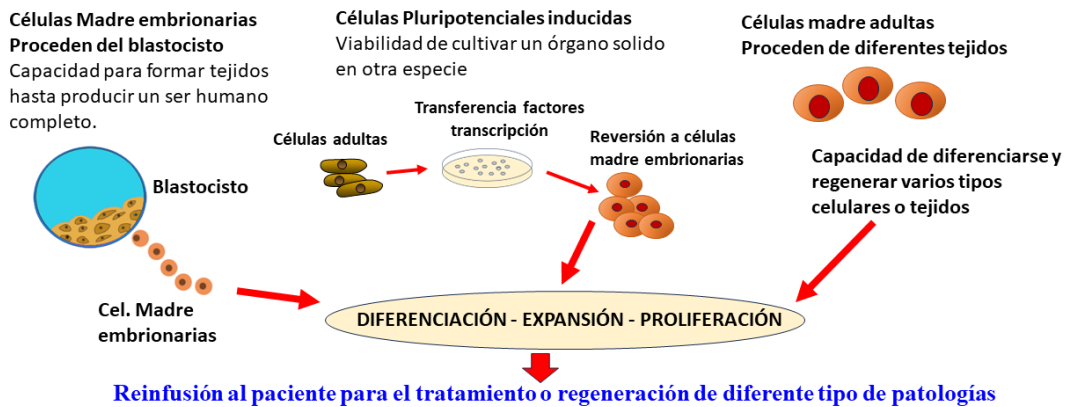 Células Madre embrionarias
Proceden del blastocisto
Capacidad para formar tejidos
hasta producir un ser humano
completo.
Blastocisto
Cel. Madre
embrionarias
Células Pluripotenciales inducidas
Viabilidad de cultivar un órgano solido
en otra especie
Células adultas
Transferencia factores
transcripción
Reversión a células
madre embrionarias
Células madre adultas
Proceden de diferentes tejidos
Capacidad de diferenciarse y
regenerar varios tipos
celulares o tejidos
DIFERENCIACIÓN - EXPANSIÓN - PROLIFERACIÓN
Reinfusión al paciente para el tratamiento o regeneración de diferente tipo de patologías